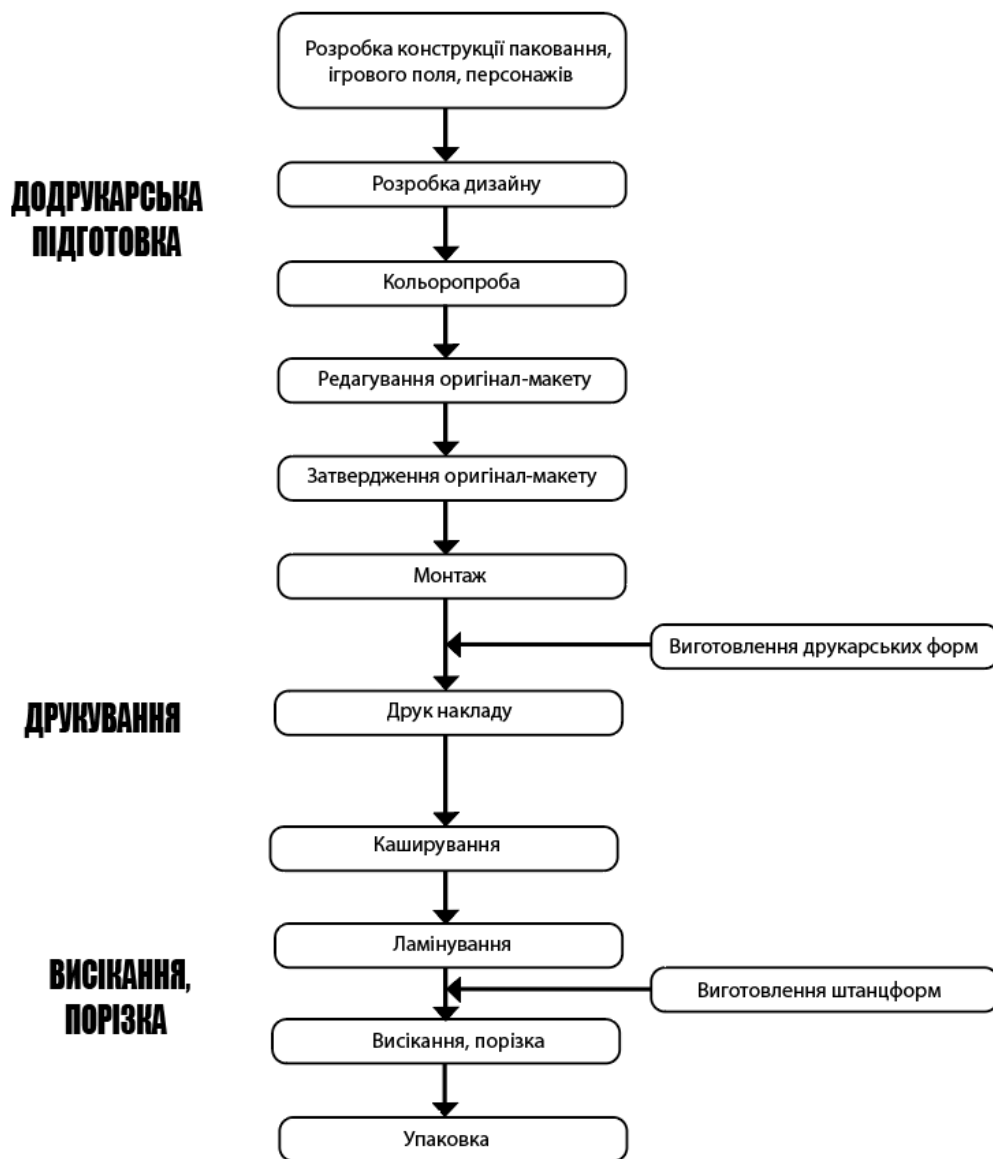 Розробка конструкції паковання,
ігрового поля, персонажів
ДОДРУКАРСЬКА
ПІДГОТОВКА
Розробка дизайну
Кольоропроба
Редагування оригінал-макету
Затвердження оригінал-макету
Монтаж
Виготовлення друкарських форм
ДРУКУВАННЯ
Друк накладу
Каширування
Ламінування
ВИСІКАННЯ,
ПОРІЗКА
Виготовлення штанцформ
Висікання, порізка
Упаковка